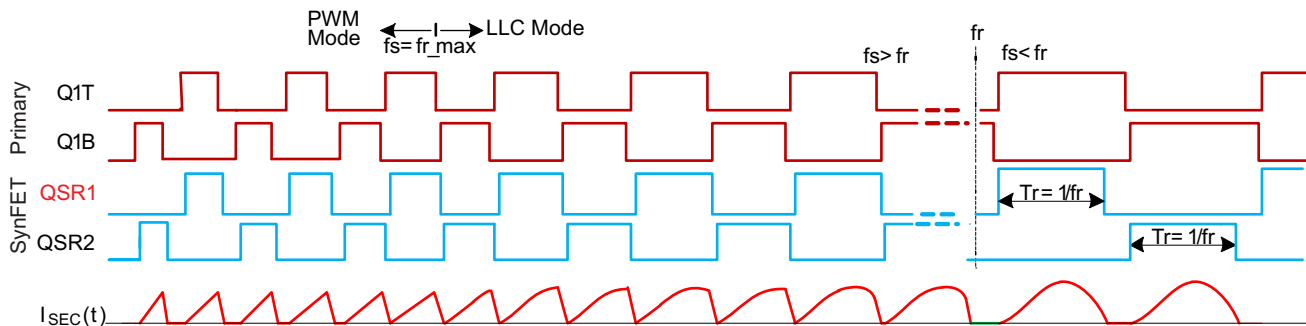 PWM Mode
LLC Mode
fs= fr_max
fr
fs> fr
fs< fr
Primary
Q1T
Q1B
SynFET
QSR1
QSR2
Tr= 1/fr
Tr= 1/fr
ISEC(t)